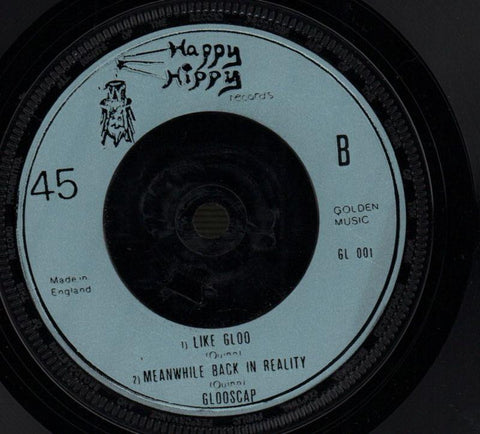 Happy
Hippy
records
45
B
GOLDEN
MUSIC
GL 001
Made in
England
1) LIKE GLOO
(Quinn)
2) MEANWHILE BACK IN REALITY
(Quinn)
GLOOSCAP